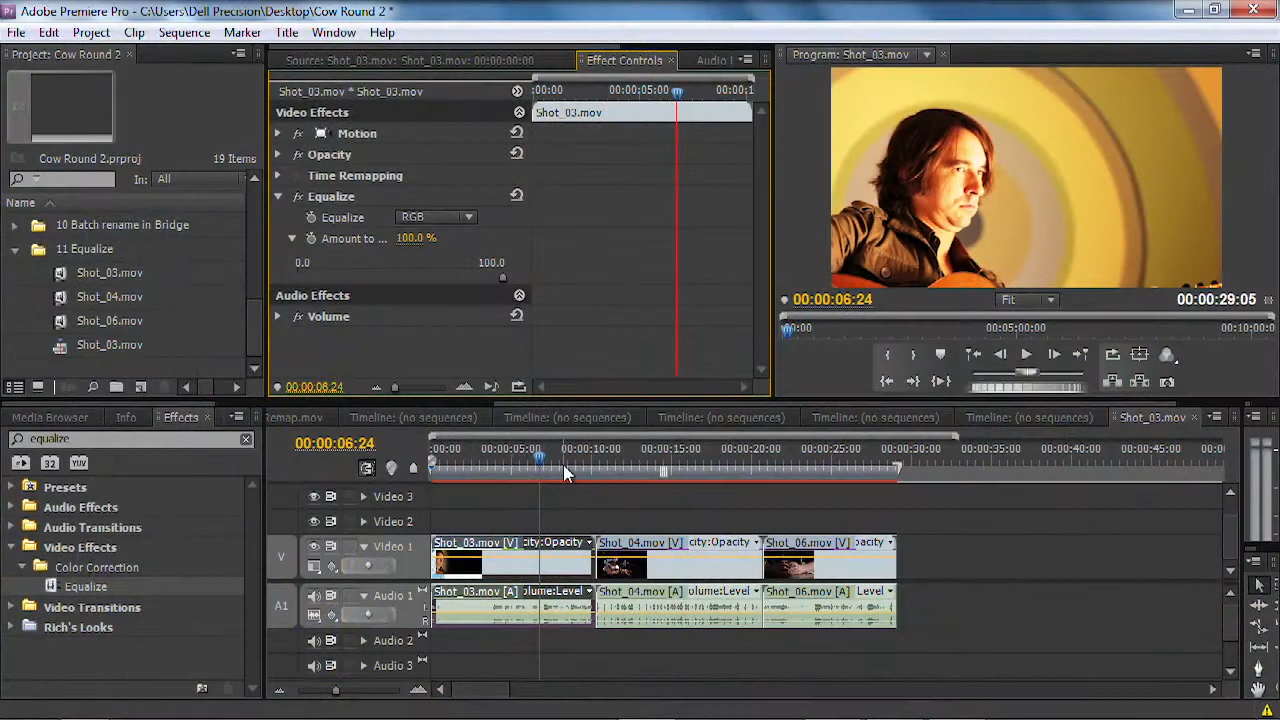 Adobe Premiere Pro - C:\Users\Dell Precision\Desktop\Cow Round 2 *
File Edit Project Clip Sequence Marker Title Window Help
Project: Cow Round 2
Cow Round 2.prproj
19 Items
In: All
Name
10 Batch rename in Bridge
11 Equalize
Shot_03.mov
Shot_04.mov
Shot_06.mov
Shot_03.mov
Source: Shot_03.mov: Shot_03.mov: 00:00:00:00
Effect Controls
Audio
Shot_03.mov * Shot_03.mov
:00:00 00:00:05:00 00:00:1
Video Effects
Shot_03.mov
fx Motion
fx Opacity
Time Remapping
fx Equalize
Equalize RGB
Amount to ... 100.0 %
0.0 100.0
Audio Effects
fx Volume
00:00:06:24
Program: Shot_03.mov
00:00:06:24 Fit 00:00:29:05
00:00 00:05:00:00 00:10:00:0
Media Browser Info Effects
equalize
32 YUV
Presets
Audio Effects
Audio Transitions
Video Effects
Color Correction
Equalize
Video Transitions
Rich's Looks
Remap.mov Timeline: (no sequences) Timeline: (no sequences) Timeline: (no sequences) Timeline: (no sequences) Timeline: (no sequences) Shot_03.mov
00:00:06:24
:00:00 00:00:05:00 00:00:10:00 00:00:15:00 00:00:20:00 00:00:25:00 00:00:30:00 00:00:35:00 00:00:40:00 00:00:45:00 00:0
Video 3
Video 2
V Video 1
Shot_03.mov [V] city:Opacity Shot_04.mov [V] city:Opacity Shot_06.mov [V] pacity
A1 Audio 1
L
R
Shot_03.mov [A] olume:Level Shot_04.mov [A] olume:Level Shot_06.mov [A] Level
Audio 2
Audio 3